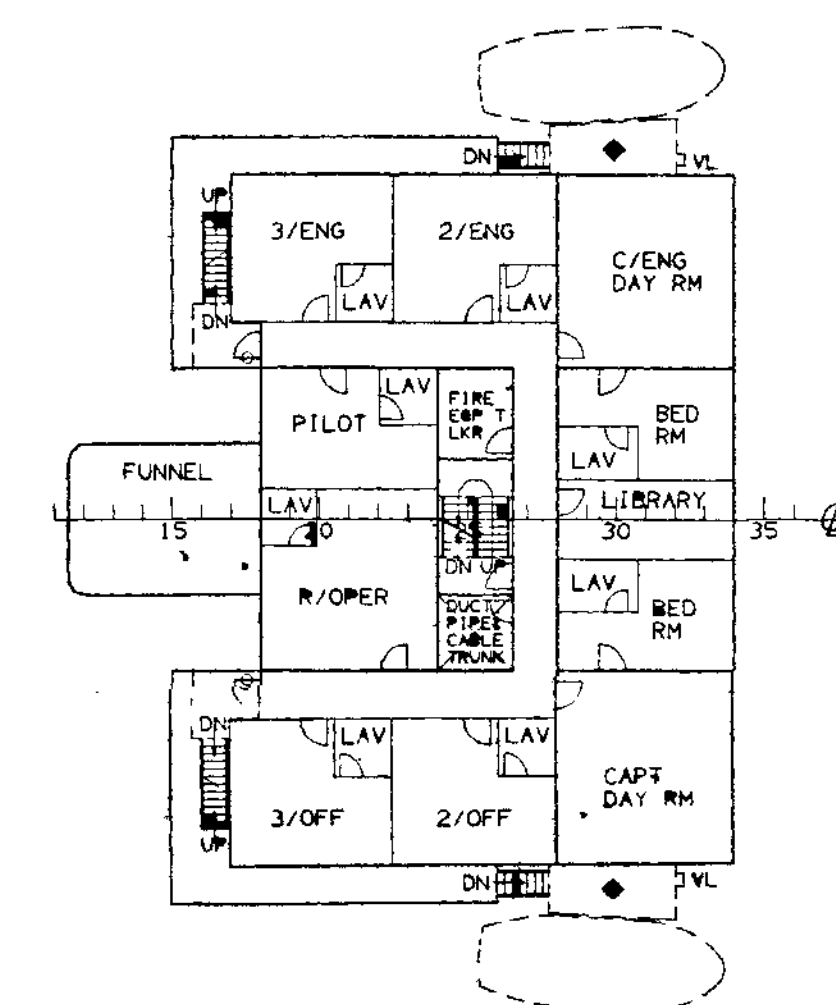 DN
VL
UP
3/ENG
2/ENG
C/ENG
DAY RM
LAV
LAV
DN
LAV
PILOT
FIRE
EQP'T
LKR
BED
RM
LAV
FUNNEL
LAV
LIBRARY
15
20
30
35
DN UP
LAV
R/OPER
DUCT/
PIPE&
CABLE
TRUNK
BED
RM
DN
LAV
LAV
CAPT
DAY RM
3/OFF
2/OFF
UP
DN
VL